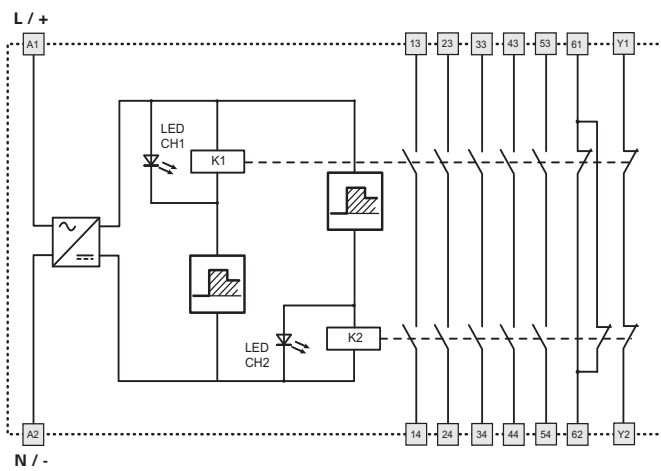 L / +
A1 13 23 33 43 53 61 Y1
LED
CH1
K1
LED
CH2
K2
A2 14 24 34 44 54 62 Y2
N / -